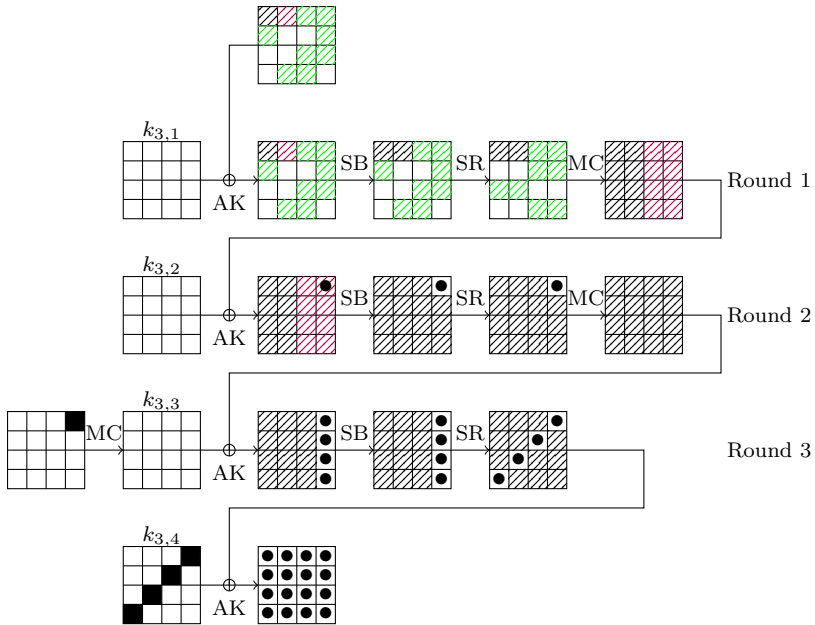 k3,1
SB
SR
MC
Round 1
AK
k3,2
SB
SR
MC
Round 2
AK
k3,3
MC
SB
SR
Round 3
AK
k3,4
AK